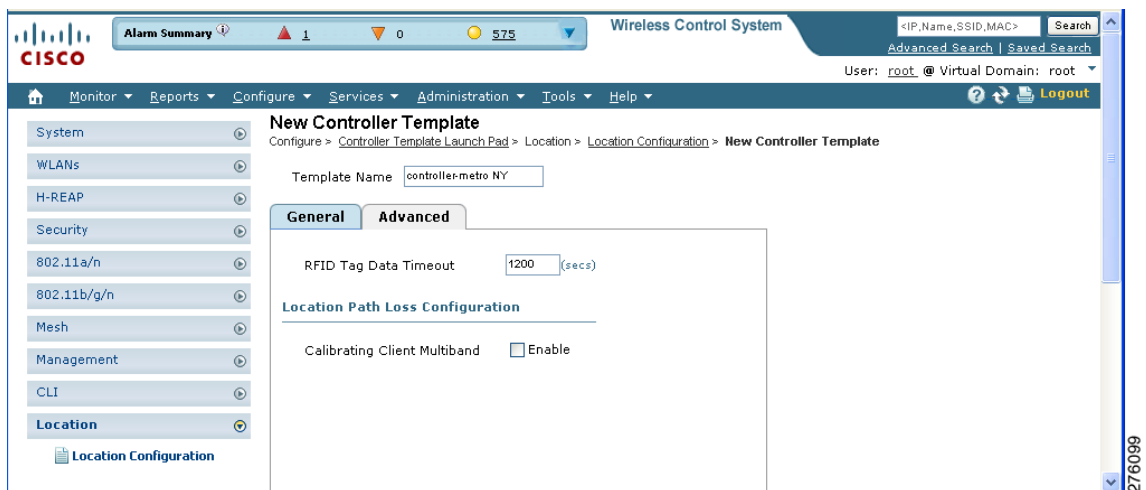 CISCO
Alarm Summary 1 0 575
Wireless Control System
<IP,Name,SSID,MAC> Search
Advanced Search | Saved Search
User: root @ Virtual Domain: root
Monitor Reports Configure Services Administration Tools Help Logout
System
WLANs
H-REAP
Security
802.11a/n
802.11b/g/n
Mesh
Management
CLI
Location
Location Configuration
New Controller Template
Configure > Controller Template Launch Pad > Location > Location Configuration > New Controller Template
Template Name controller-metro NY
General Advanced
RFID Tag Data Timeout 1200 (secs)
Location Path Loss Configuration
Calibrating Client Multiband Enable
276099